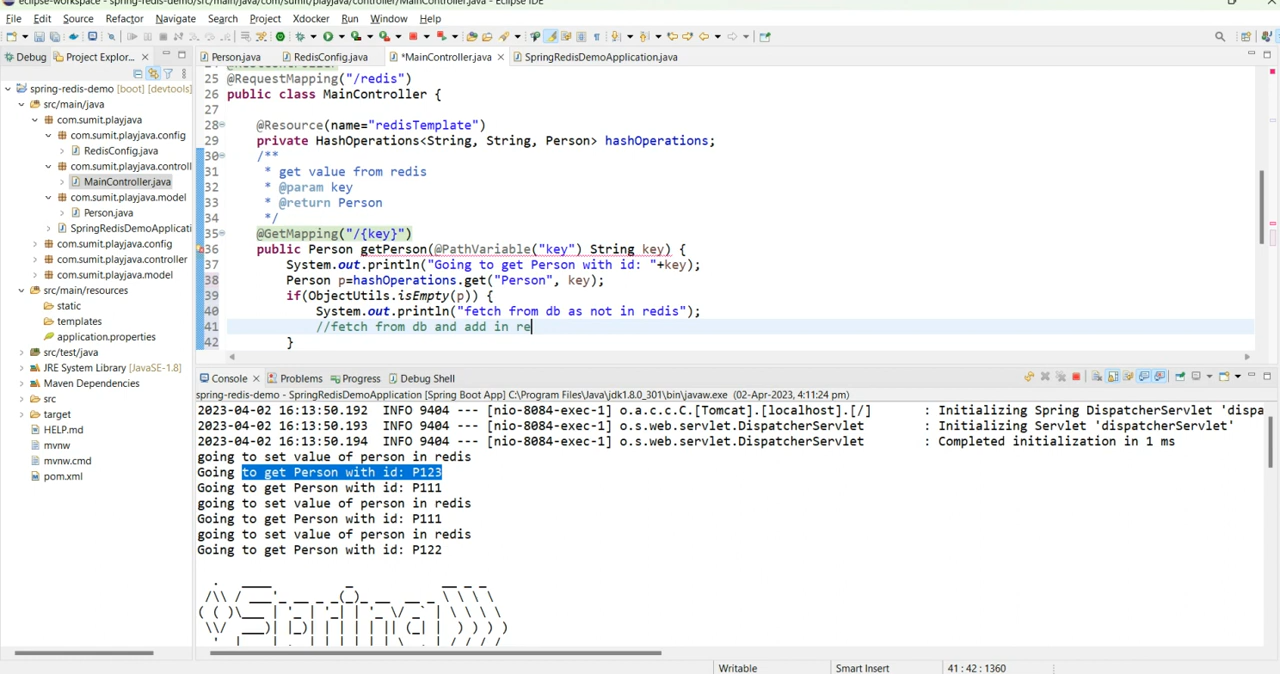 eclipse-workspace - spring-redis-demo/src/main/java/com/sumit/playjava/controller/MainController.java - Eclipse IDE
File Edit Source Refactor Navigate Search Project Xdocker Run Window Help
Debug Project Explor...
Person.java RedisConfig.java *MainController.java SpringRedisDemoApplication.java
spring-redis-demo [boot] [devtools]
src/main/java
com.sumit.playjava
com.sumit.playjava.config
RedisConfig.java
com.sumit.playjava.controll
MainController.java
com.sumit.playjava.model
Person.java
SpringRedisDemoApplicati
com.sumit.playjava.config
com.sumit.playjava.controller
com.sumit.playjava.model
src/main/resources
static
templates
application.properties
src/test/java
JRE System Library [JavaSE-1.8]
Maven Dependencies
src
target
HELP.md
mvnw
mvnw.cmd
pom.xml
25 @RequestMapping("/redis")
26 public class MainController {
27
28 @Resource(name="redisTemplate")
29 private HashOperations<String, String, Person> hashOperations;
30 /**
31 * get value from redis
32 * @param key
33 * @return Person
34 */
35 @GetMapping("/{key}")
36 public Person getPerson(@PathVariable("key") String key) {
37 System.out.println("Going to get Person with id: "+key);
38 Person p=hashOperations.get("Person", key);
39 if(ObjectUtils.isEmpty(p)) {
40 System.out.println("fetch from db as not in redis");
41 //fetch from db and add in re
42 }
Console Problems Progress Debug Shell
spring-redis-demo - SpringRedisDemoApplication [Spring Boot App] C:\Program Files\Java\jdk1.8.0_301\bin\javaw.exe (02-Apr-2023, 4:11:24 pm)
2023-04-02 16:13:50.192 INFO 9404 --- [nio-8084-exec-1] o.a.c.c.C.[Tomcat].[localhost].[/] : Initializing Spring DispatcherServlet 'dispa
2023-04-02 16:13:50.193 INFO 9404 --- [nio-8084-exec-1] o.s.web.servlet.DispatcherServlet : Initializing Servlet 'dispatcherServlet'
2023-04-02 16:13:50.194 INFO 9404 --- [nio-8084-exec-1] o.s.web.servlet.DispatcherServlet : Completed initialization in 1 ms
going to set value of person in redis
Going to get Person with id: P123
Going to get Person with id: P111
going to set value of person in redis
Going to get Person with id: P111
going to set value of person in redis
Going to get Person with id: P122
Writable Smart Insert 41 : 42 : 1360